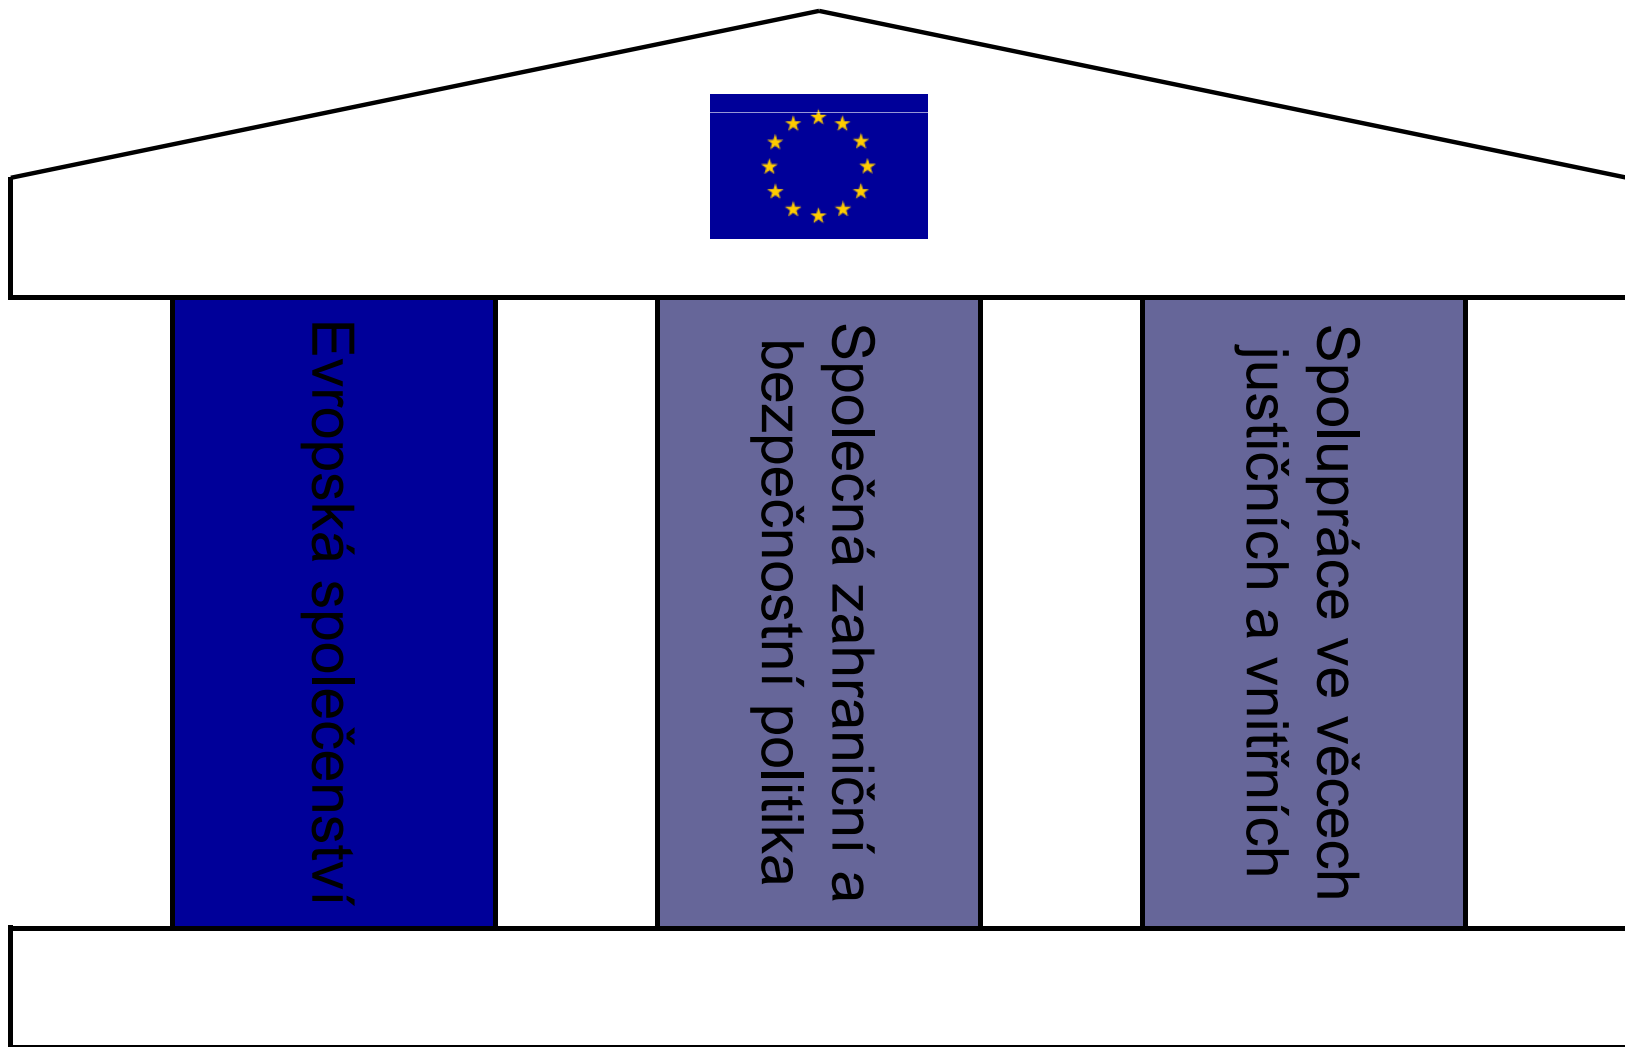 Evropská společenství
Společná zahraniční a
bezpečnostní politika
Spolupráce ve věcech
justičních a vnitřních